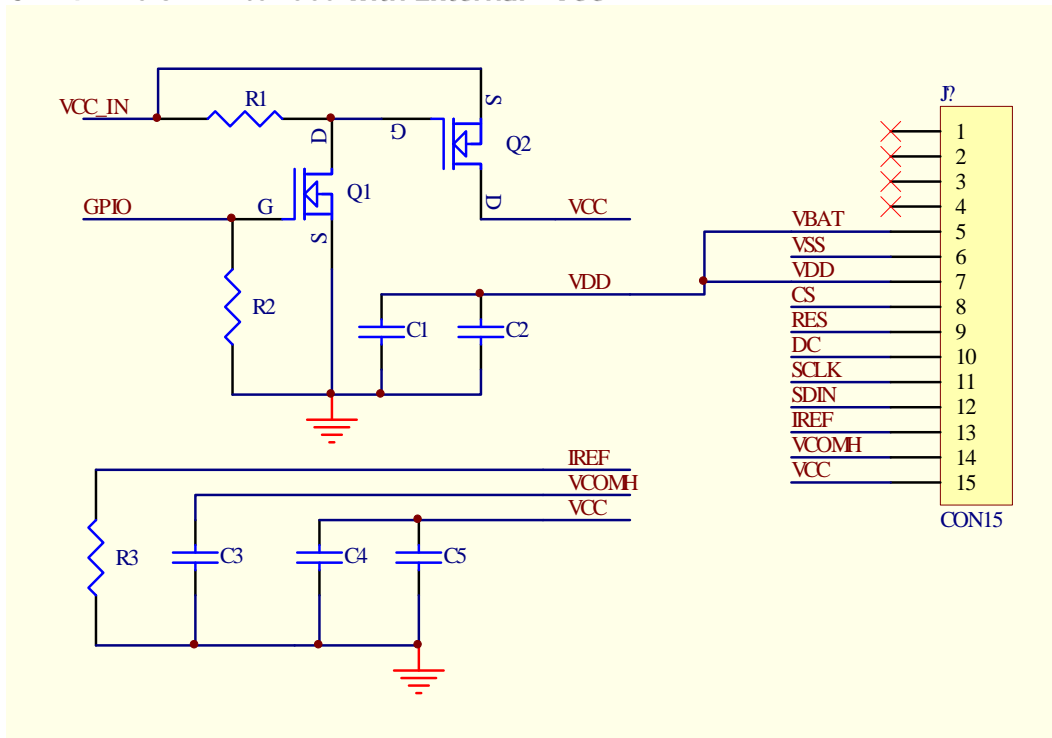 with External
VCC_IN
R1
D
G
S
Q2
D
VCC
GPIO
G
Q1
S
R2
VDD
C1
C2
IREF
VCOMH
VCC
R3
C3
C4
C5
J?
1
2
3
4
VBAT 5
VSS 6
VDD 7
CS 8
RES 9
DC 10
SCLK 11
SDIN 12
IREF 13
VCOMH 14
VCC 15
CON15